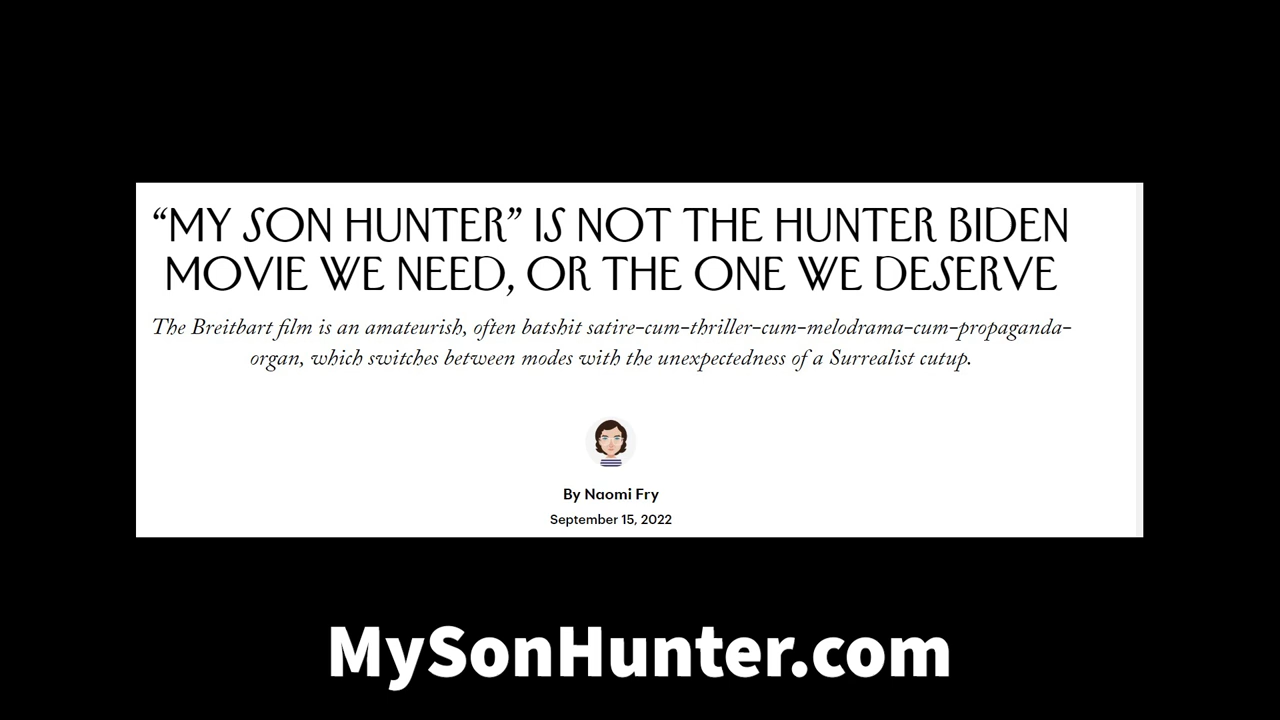 “MY SON HUNTER” IS NOT THE HUNTER BIDEN
MOVIE WE NEED, OR THE ONE WE DESERVE
The Breitbart film is an amateurish, often batshit satire-cum-thriller-cum-melodrama-cum-propaganda-
organ, which switches between modes with the unexpectedness of a Surrealist cutup.
By Naomi Fry
September 15, 2022
MySonHunter.com